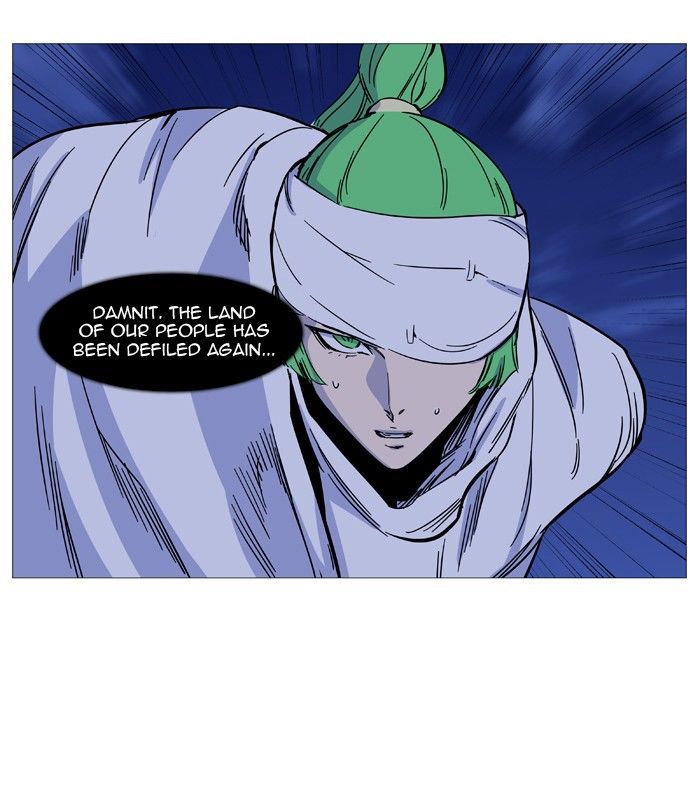 DAMNIT. THE LAND
OF OUR PEOPLE HAS
BEEN DEFILED AGAIN...